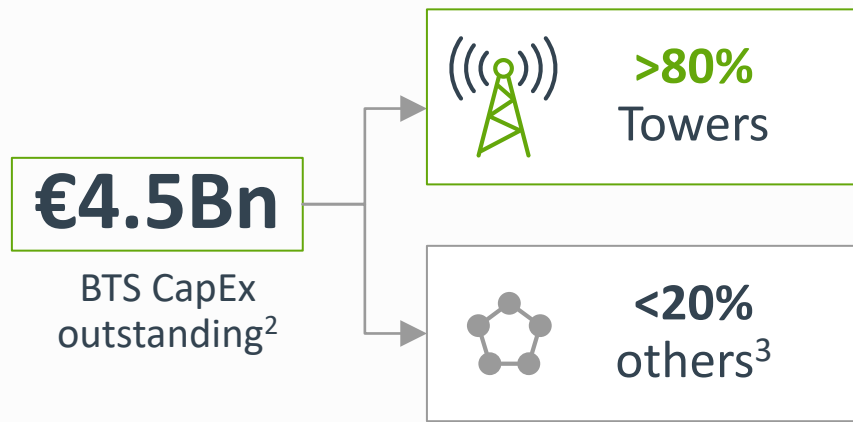 €4.5Bn
BTS CapEx
outstanding²
>80%
Towers
<20%
others³